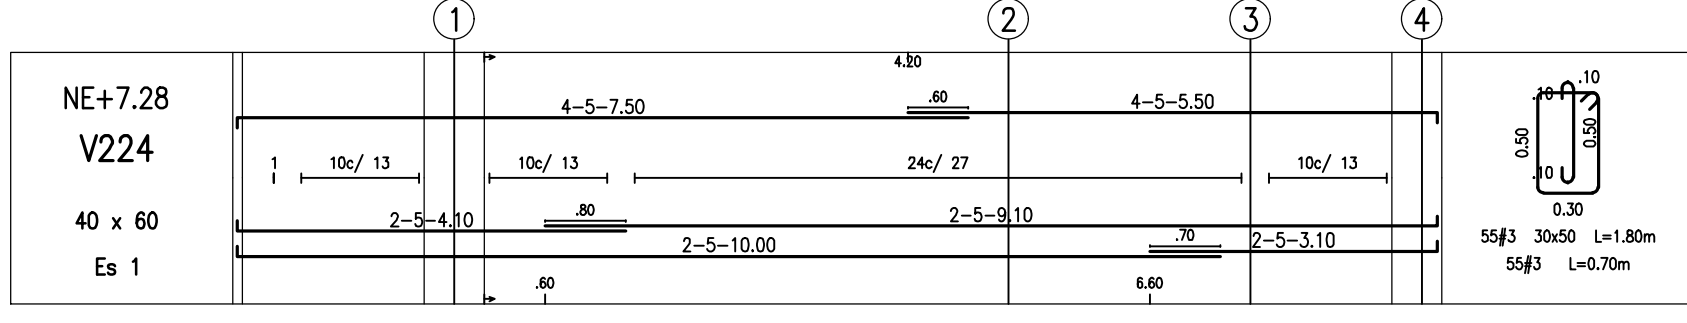 1
2
3
4
4.20
NE+7.28
V224
40 x 60
Es 1
4-5-7.50
.60
4-5-5.50
1
10c/ 13
10c/ 13
24c/ 27
10c/ 13
2-5-4.10
.80
2-5-9.10
2-5-10.00
.70
2-5-3.10
.60
6.60
.10
.10
0.50
0.50
.10
0.30
55#3 30x50 L=1.80m
55#3 L=0.70m